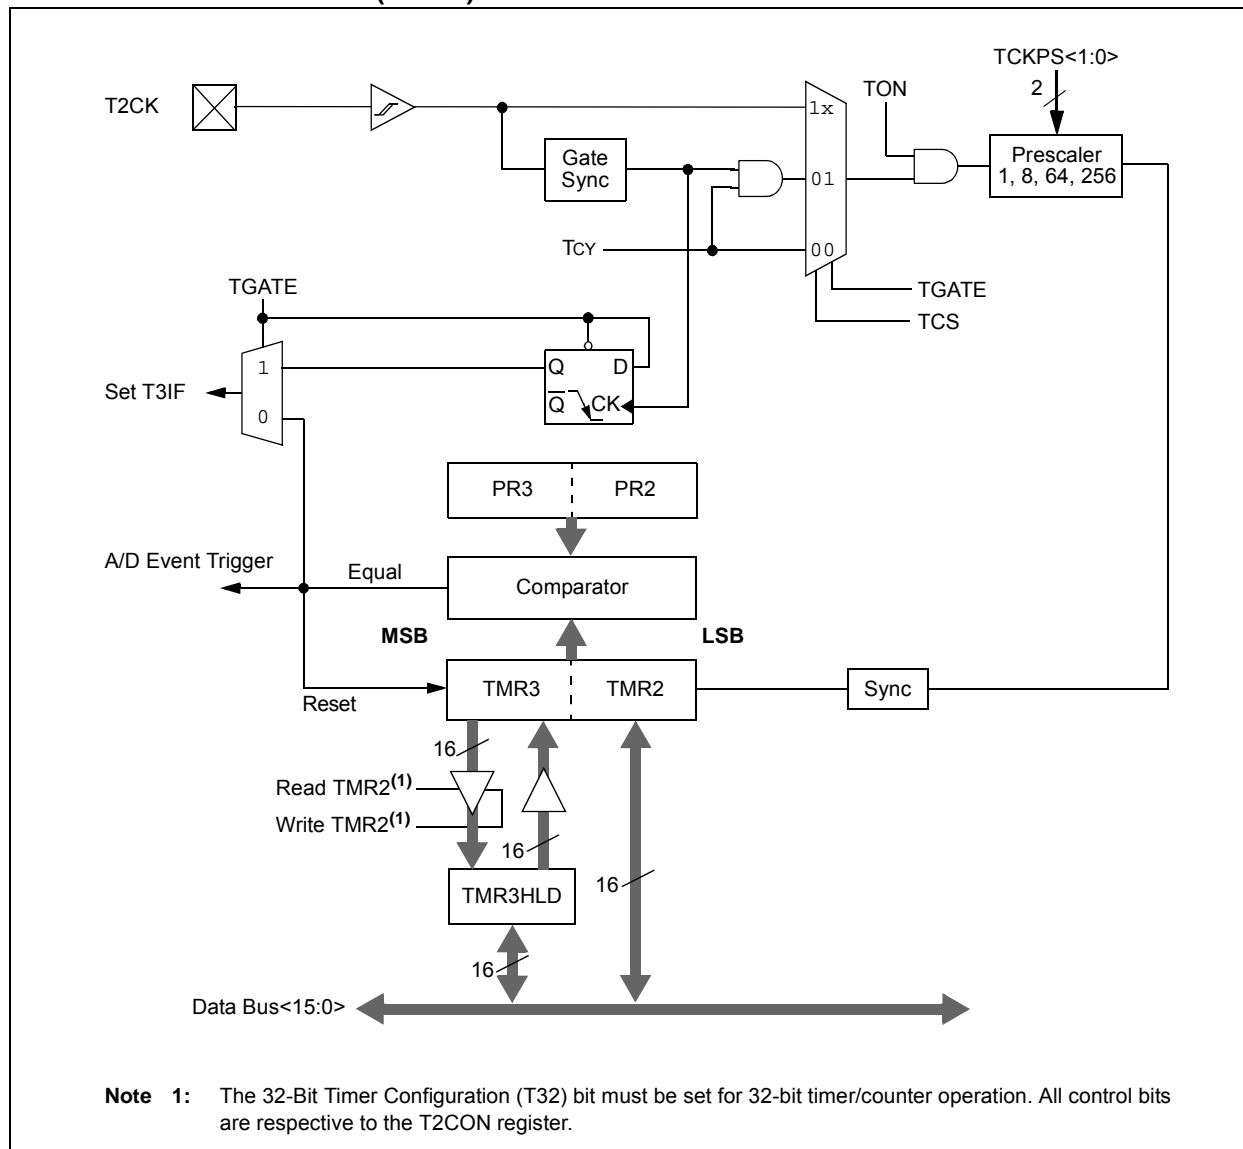 TCKPS<1:0>
2
TON
T2CK
1x
Gate
Sync
Prescaler
1, 8, 64, 256
01
TCY
00
TGATE
TGATE
TCS
1
Q D
Set T3IF
Q CK
0
PR3 PR2
A/D Event Trigger
Equal
Comparator
MSB LSB
TMR3 TMR2
Sync
Reset
16
Read TMR2(1)
Write TMR2(1)
16
16
TMR3HLD
16
Data Bus<15:0>
Note 1: The 32-Bit Timer Configuration (T32) bit must be set for 32-bit timer/counter operation. All control bits
are respective to the T2CON register.